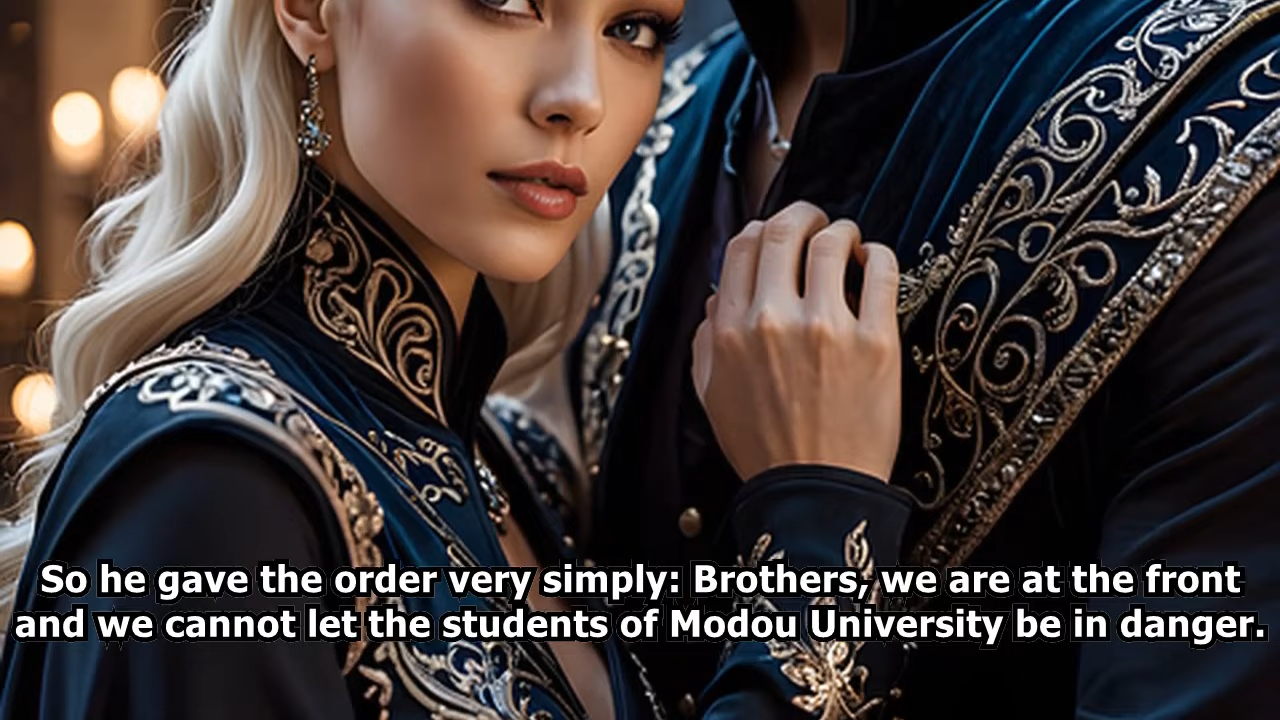 So he gave the order very simply: Brothers, we are at the front
and we cannot let the students of Modou University be in danger.